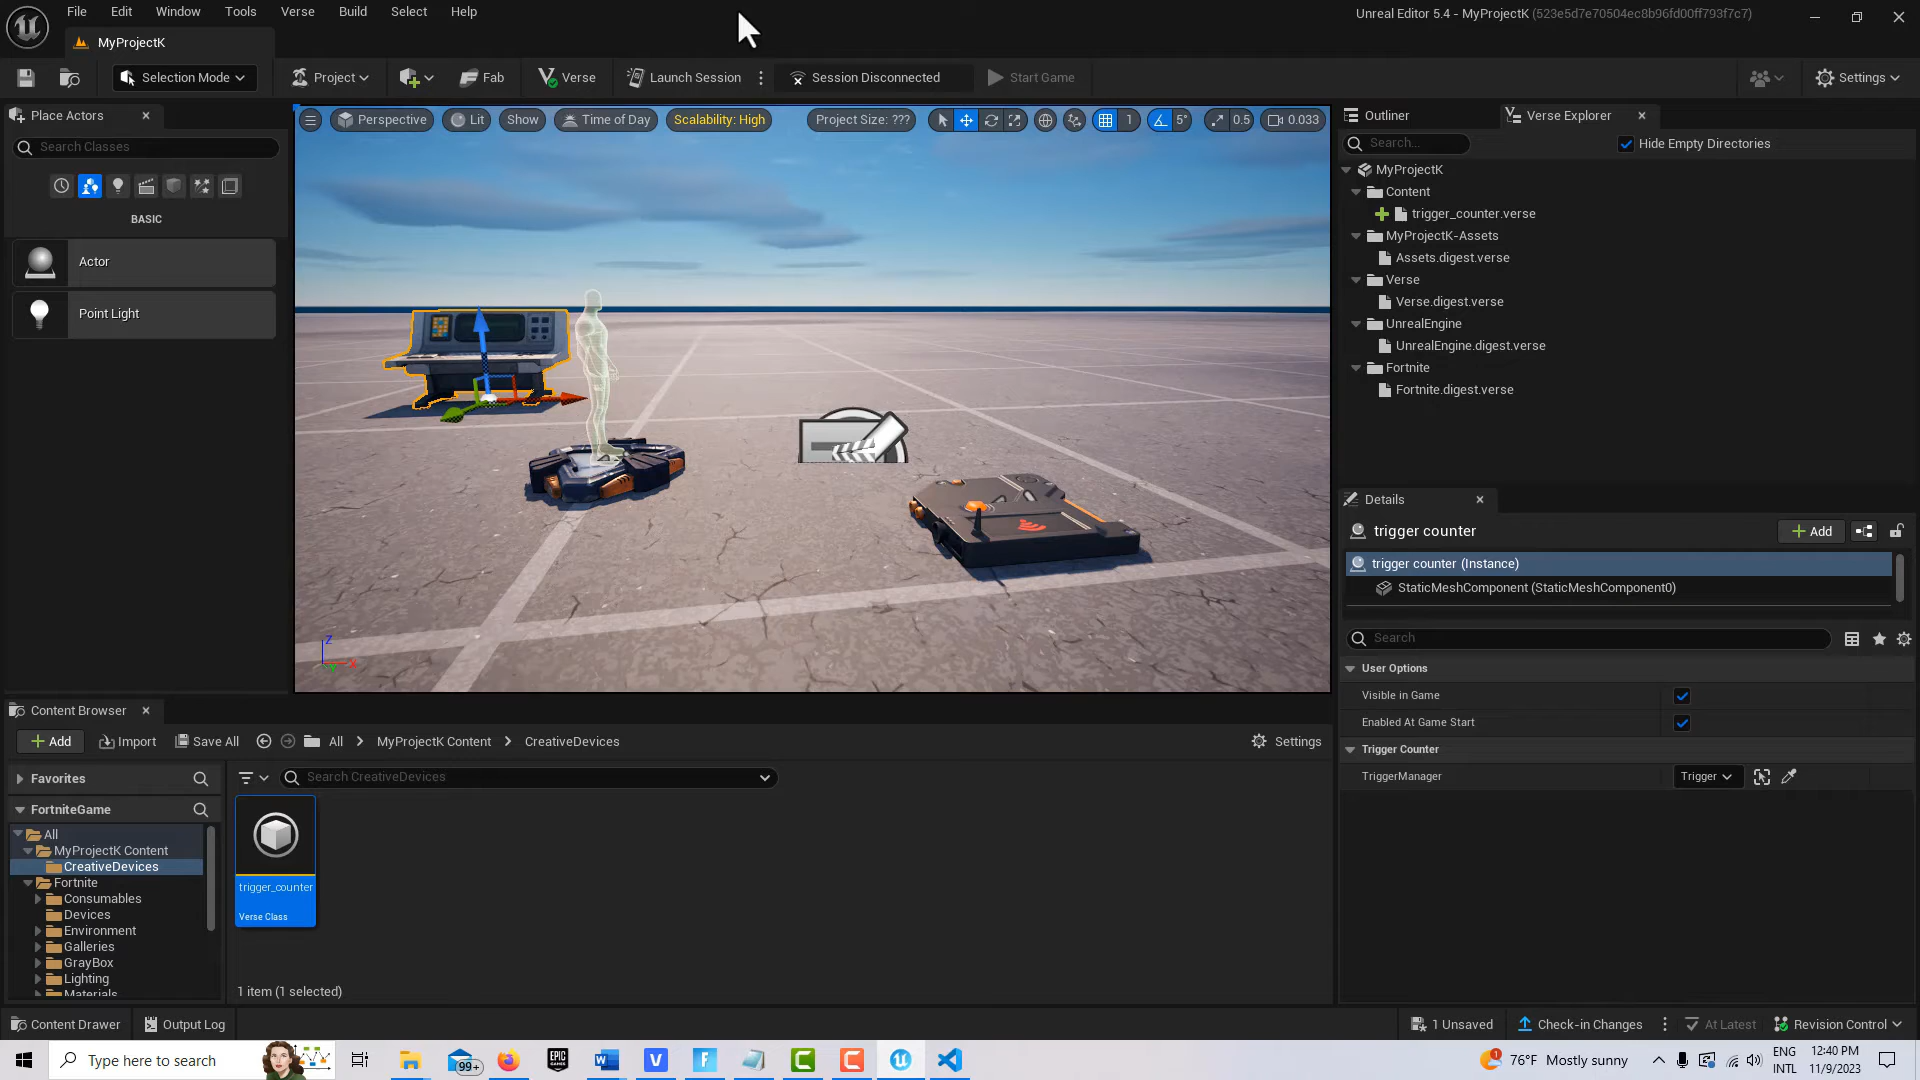 File Edit Window Tools Verse Build Select Help
Unreal Editor 5.4 - MyProjectK (523e5d7e70504ec8b96fd00ff793f7c7)
MyProjectK
Selection Mode Project Fab Verse Launch Session Session Disconnected Start Game Settings
Place Actors
Search Classes
BASIC
Actor
Point Light
Perspective Lit Show Time of Day Scalability: High Project Size: ??? 1 5° 0.5 0.033
Z
X
Y
Outliner Verse Explorer
Search... Hide Empty Directories
MyProjectK
Content
trigger_counter.verse
MyProjectK-Assets
Assets.digest.verse
Verse
Verse.digest.verse
UnrealEngine
UnrealEngine.digest.verse
Fortnite
Fortnite.digest.verse
Details
trigger counter Add
trigger counter (Instance)
StaticMeshComponent (StaticMeshComponent0)
Search
User Options
Visible in Game
Enabled At Game Start
Trigger Counter
TriggerManager Trigger
Content Browser
Add Import Save All All MyProjectK Content CreativeDevices Settings
Favorites
Search CreativeDevices
FortniteGame
All
MyProjectK Content
CreativeDevices
Fortnite
Consumables
Devices
Environment
Galleries
GrayBox
Lighting
Materials
trigger_counter
Verse Class
1 item (1 selected)
Content Drawer Output Log 1 Unsaved Check-in Changes At Latest Revision Control
Type here to search
99+
EPIC GAMES
1 76°F Mostly sunny
ENG
INTL
12:40 PM
11/9/2023